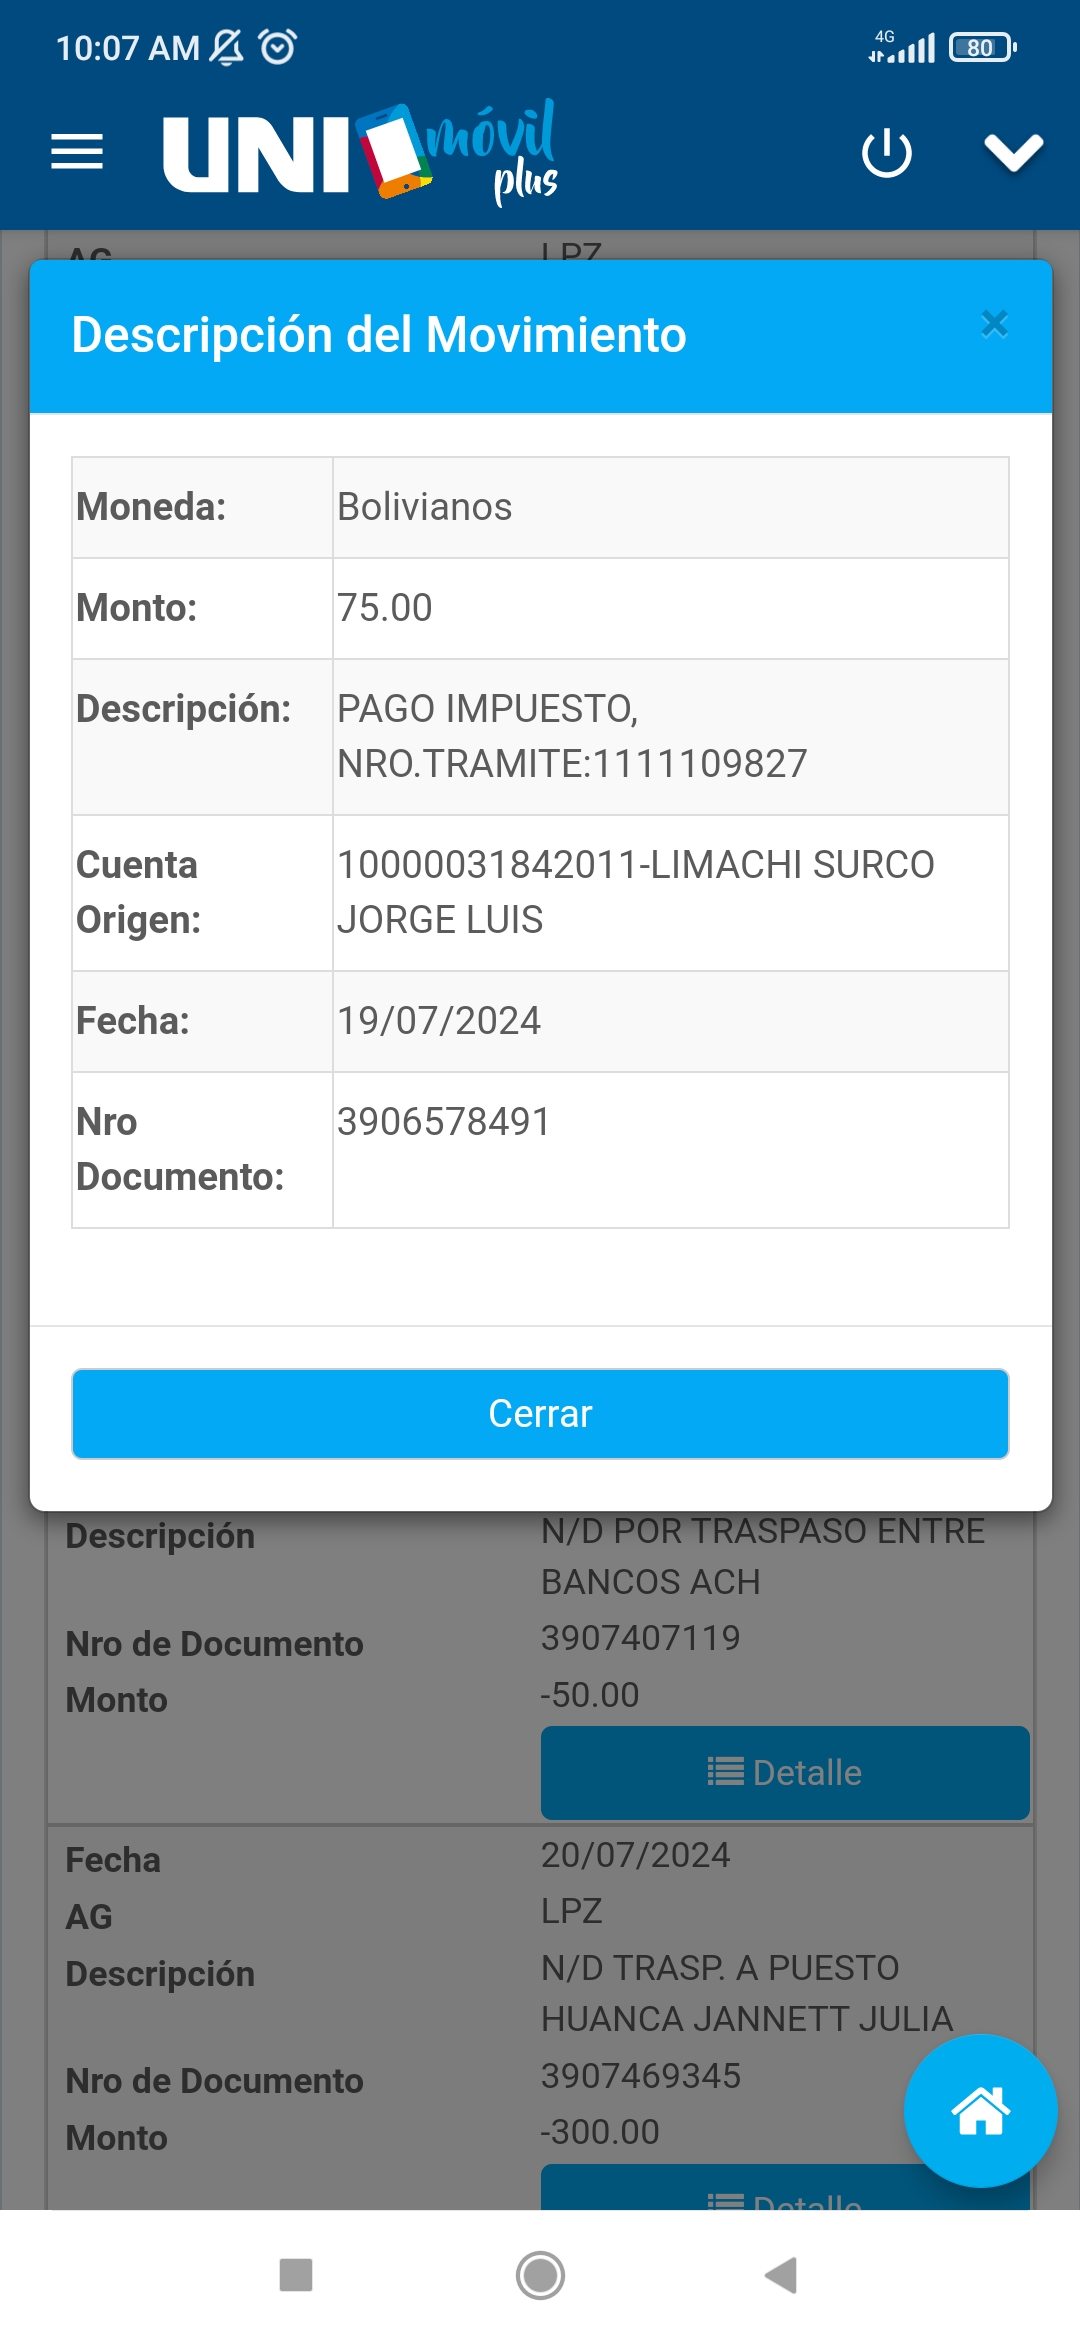 10:07 AM
4G
80
UNI móvil
plus
AG LPZ
Descripción del Movimiento ×
Moneda: Bolivianos
Monto: 75.00
Descripción: PAGO IMPUESTO,
NRO.TRAMITE:1111109827
Cuenta 10000031842011-LIMACHI SURCO
Origen: JORGE LUIS
Fecha: 19/07/2024
Nro 3906578491
Documento:
Cerrar
Descripción N/D POR TRASPASO ENTRE
BANCOS ACH
Nro de Documento 3907407119
Monto -50.00
Detalle
Fecha 20/07/2024
AG LPZ
Descripción N/D TRASP. A PUESTO
HUANCA JANNETT JULIA
Nro de Documento 3907469345
Monto -300.00
Detalle